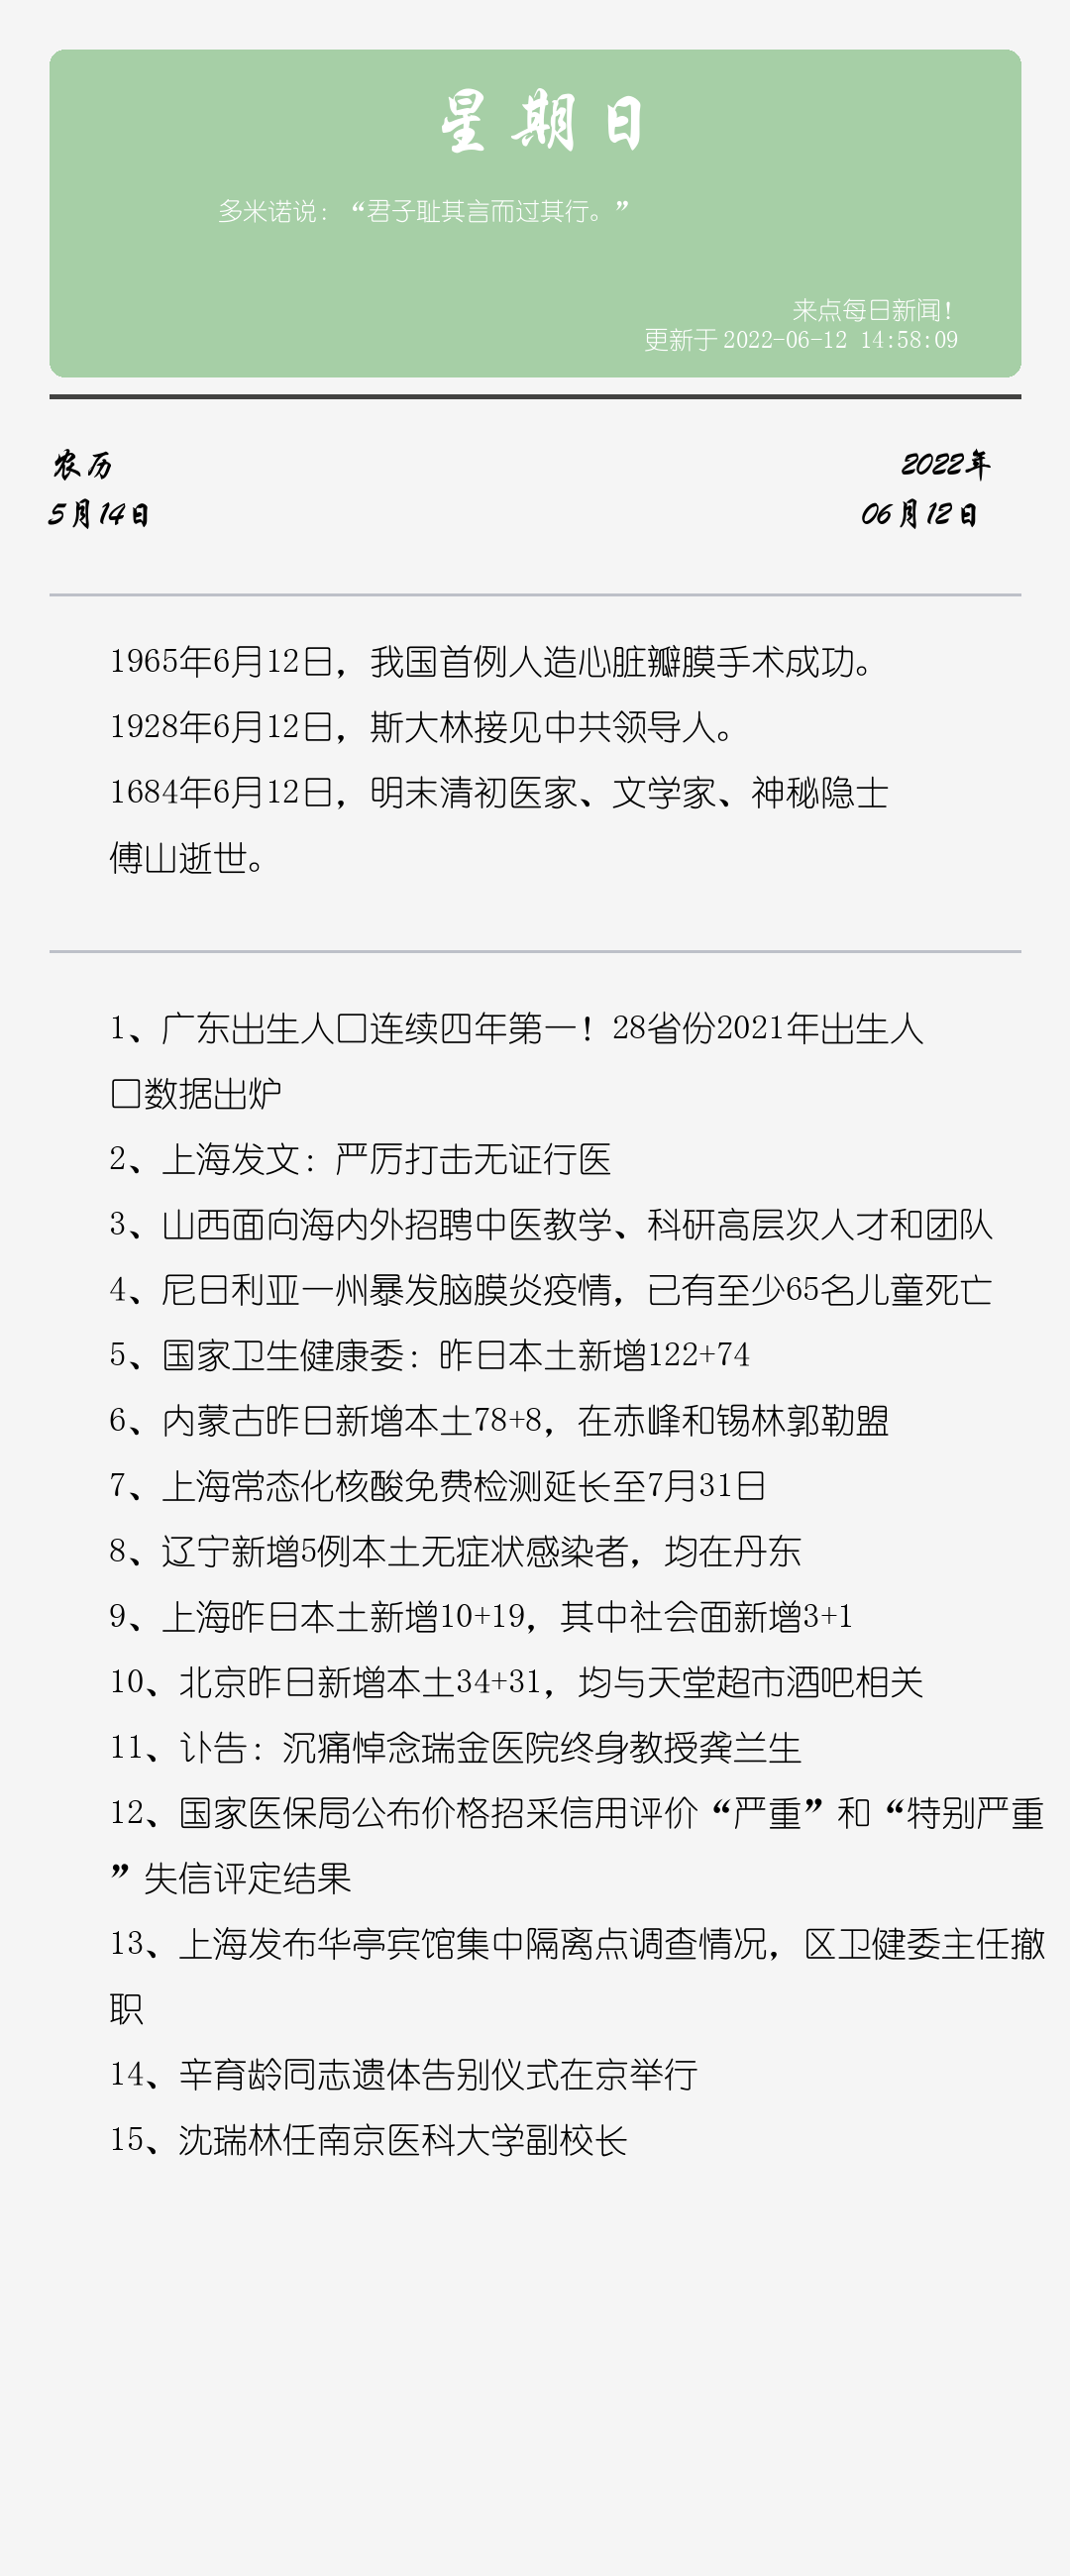 星期日
多米诺说：“君子耻其言而过其行。”
来点每日新闻！
更新于2022-06-12 14:58:09
农历
2022年
5月14日
06月12日
1965年6月12日，我国首例人造心脏瓣膜手术成功。
1928年6月12日，斯大林接见中共领导人。
1684年6月12日，明末清初医家、文学家、神秘隐士
傅山逝世。
1、广东出生人口连续四年第一！28省份2021年出生人
口数据出炉
2、上海发文：严厉打击无证行医
3、山西面向海内外招聘中医教学、科研高层次人才和团队
4、尼日利亚一州暴发脑膜炎疫情，已有至少65名儿童死亡
5、国家卫生健康委：昨日本土新增122+74
6、内蒙古昨日新增本土78+8，在赤峰和锡林郭勒盟
7、上海常态化核酸免费检测延长至7月31日
8、辽宁新增5例本土无症状感染者，均在丹东
9、上海昨日本土新增10+19，其中社会面新增3+1
10、北京昨日新增本土34+31，均与天堂超市酒吧相关
11、讣告：沉痛悼念瑞金医院终身教授龚兰生
12、国家医保局公布价格招采信用评价“严重”和“特别严重
”失信评定结果
13、上海发布华亭宾馆集中隔离点调查情况，区卫健委主任撤
职
14、辛育龄同志遗体告别仪式在京举行
15、沈瑞林任南京医科大学副校长